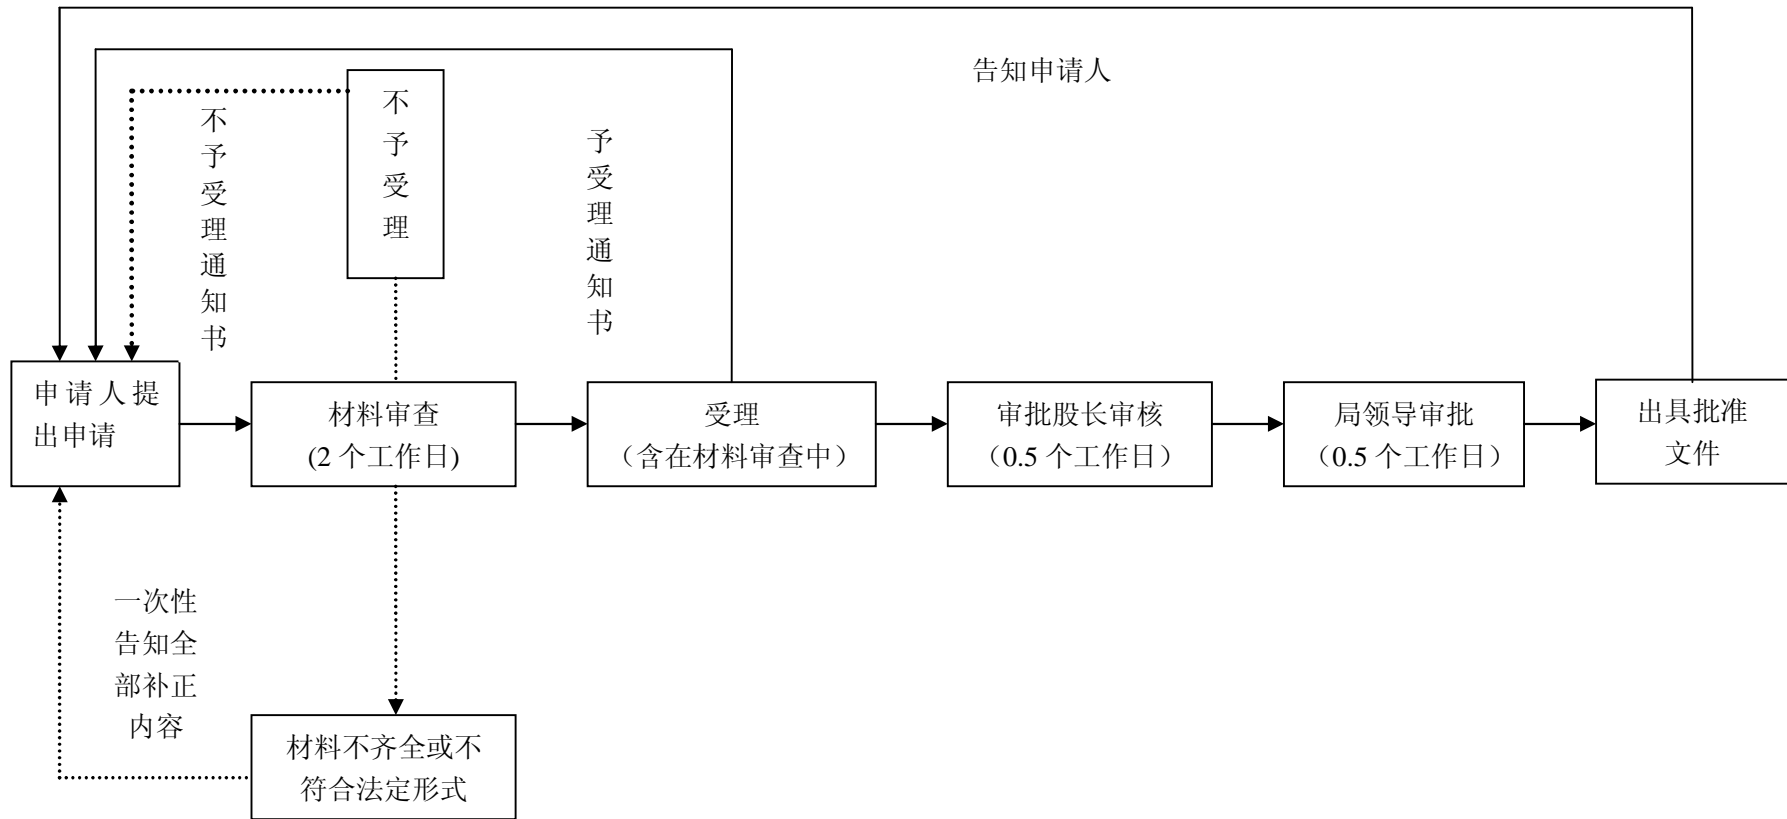 告知申请人
不予受理
不予受理通知书
予受理通知书
申请人提
出申请
材料审查
(2 个工作日)
受理
（含在材料审查中）
审批股长审核
（0.5 个工作日）
局领导审批
（0.5 个工作日）
出具批准
文件
一次性
告知全
部补正
内容
材料不齐全或不
符合法定形式